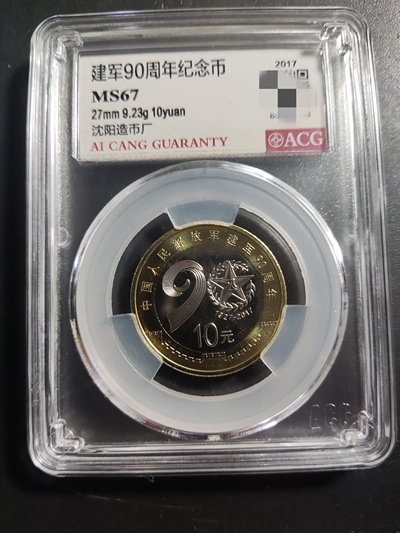 建军90周年纪念币
2017
MS67
27mm 9.23g 10yuan
沈阳造币厂
AI CANG GUARANTY
ACG
中国人民解放军建军90周年
90
1927-2017
10元